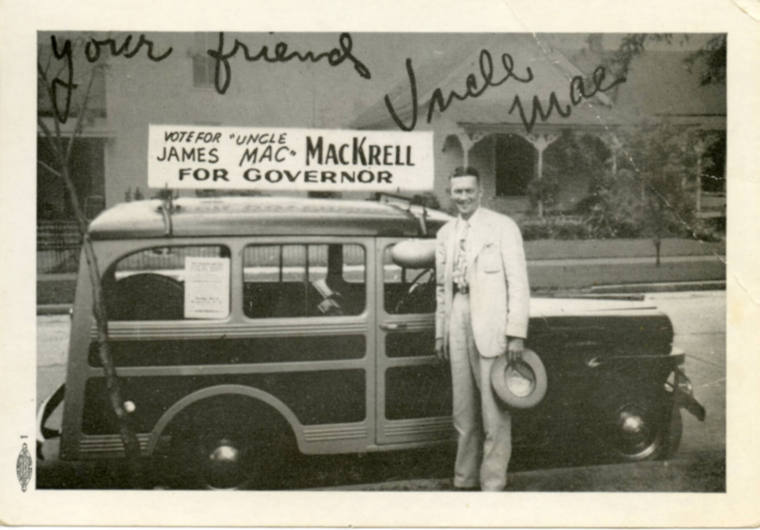 your friend Uncle Mac
VOTE FOR "UNCLE
JAMES MAC" MACKRELL
FOR GOVERNOR